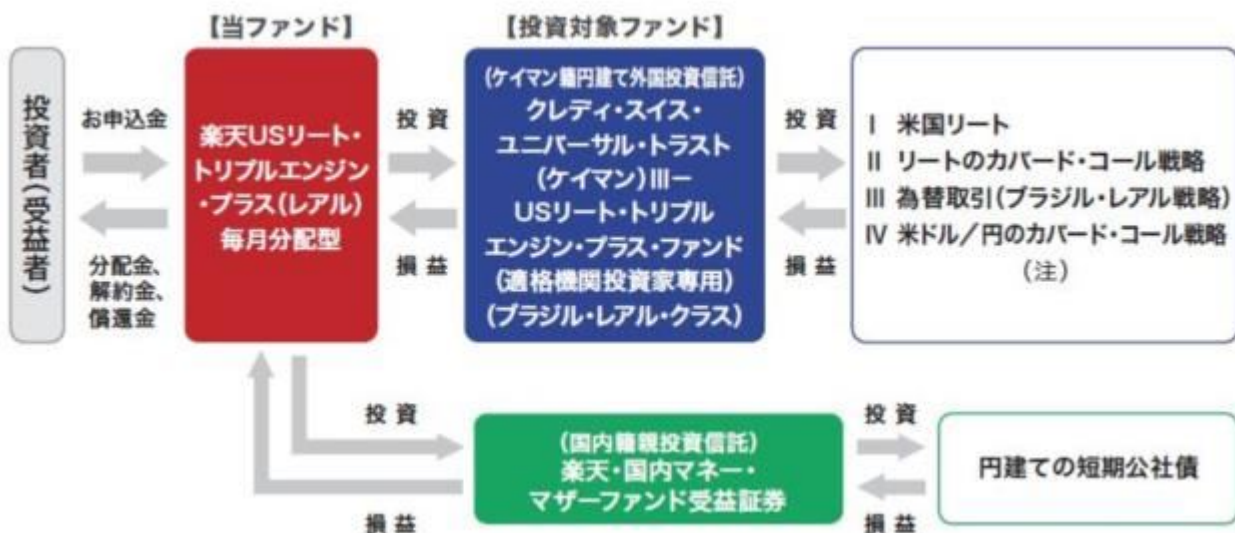 【当ファンド】
【投資対象ファンド】
投資者(受益者)
お申込金
分配金、
解約金、
償還金
楽天USリート・
トリプルエンジン
・プラス(レアル)
毎月分配型
投資
損益
(ケイマン籍円建て外国投資信託)
クレディ・スイス・
ユニバーサル・トラスト
(ケイマン)Ⅲー
USリート・トリプル
エンジン・プラス・ファンド
(適格機関投資家専用)
(ブラジル・レアル・クラス)
投資
損益
Ⅰ 米国リート
Ⅱ リートのカバード・コール戦略
Ⅲ 為替取引(ブラジル・レアル戦略)
Ⅳ 米ドル/円のカバード・コール戦略
(注)
投資
損益
(国内籍親投資信託)
楽天・国内マネー・
マザーファンド受益証券
投資
損益
円建ての短期公社債